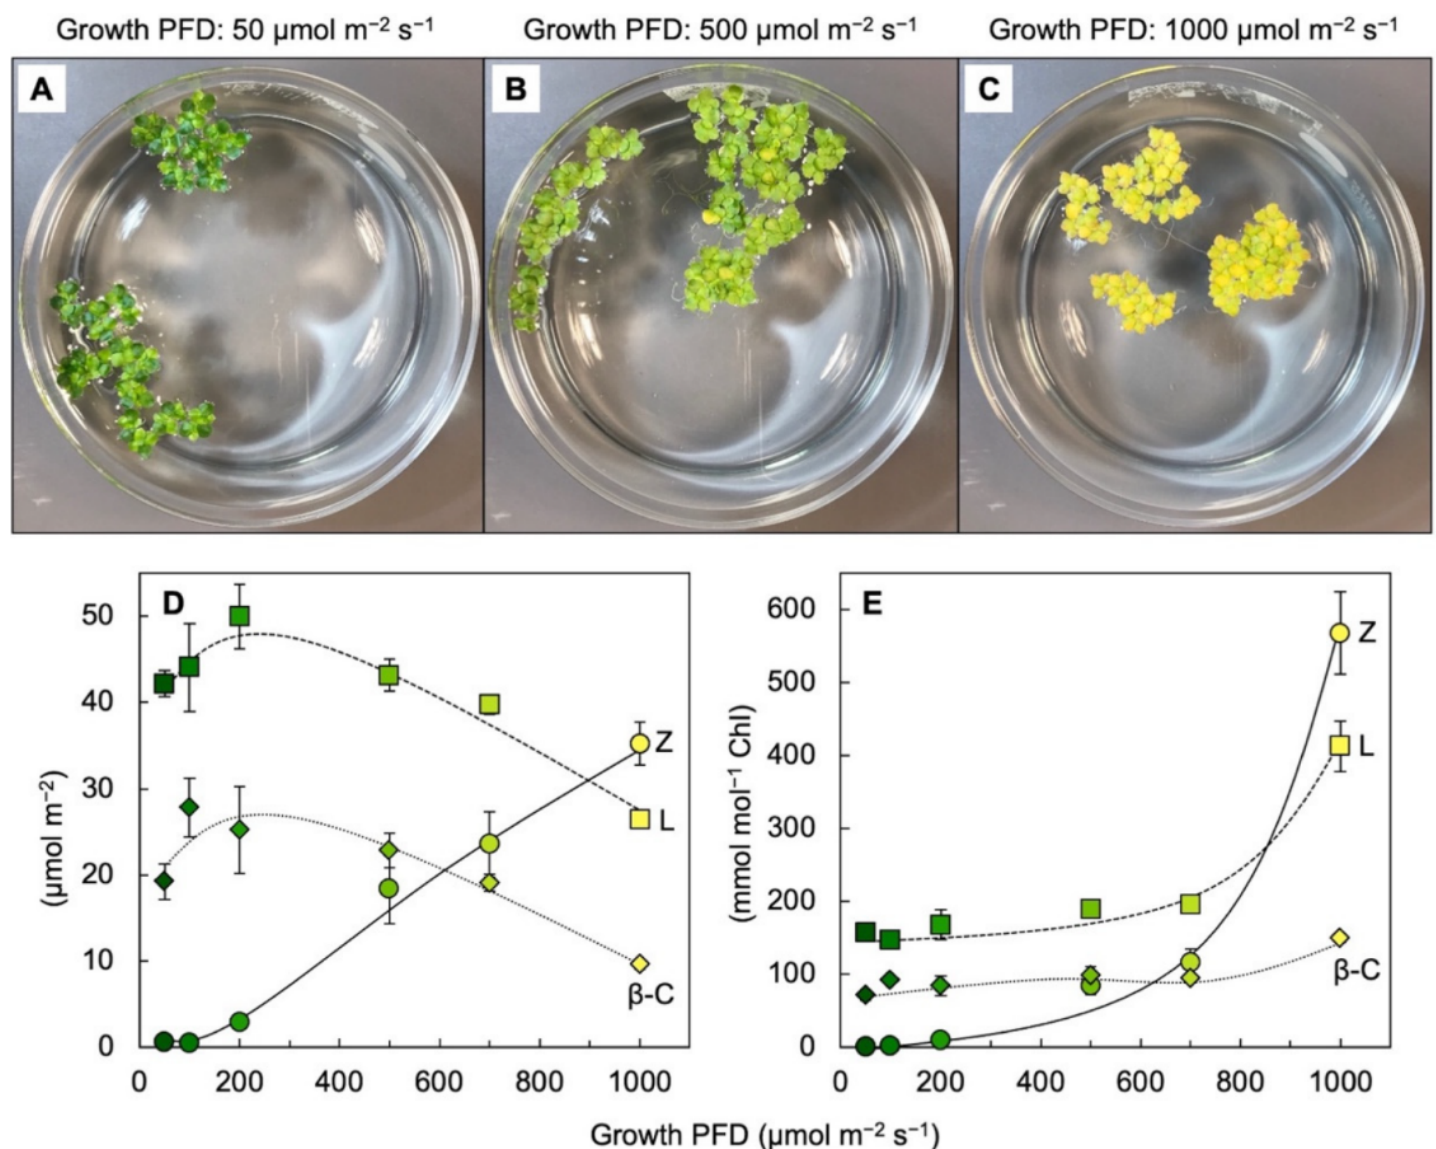 Growth PFD: 50 µmol m⁻² s⁻¹
Growth PFD: 500 µmol m⁻² s⁻¹
Growth PFD: 1000 µmol m⁻² s⁻¹
A
B
C
D
50
40
30
20
10
0
(µmol m⁻²)
Z
L
β-C
0 200 400 600 800 1000
E
600
500
400
300
200
100
0
(mmol mol⁻¹ Chl)
Z
L
β-C
0 200 400 600 800 1000
Growth PFD (µmol m⁻² s⁻¹)